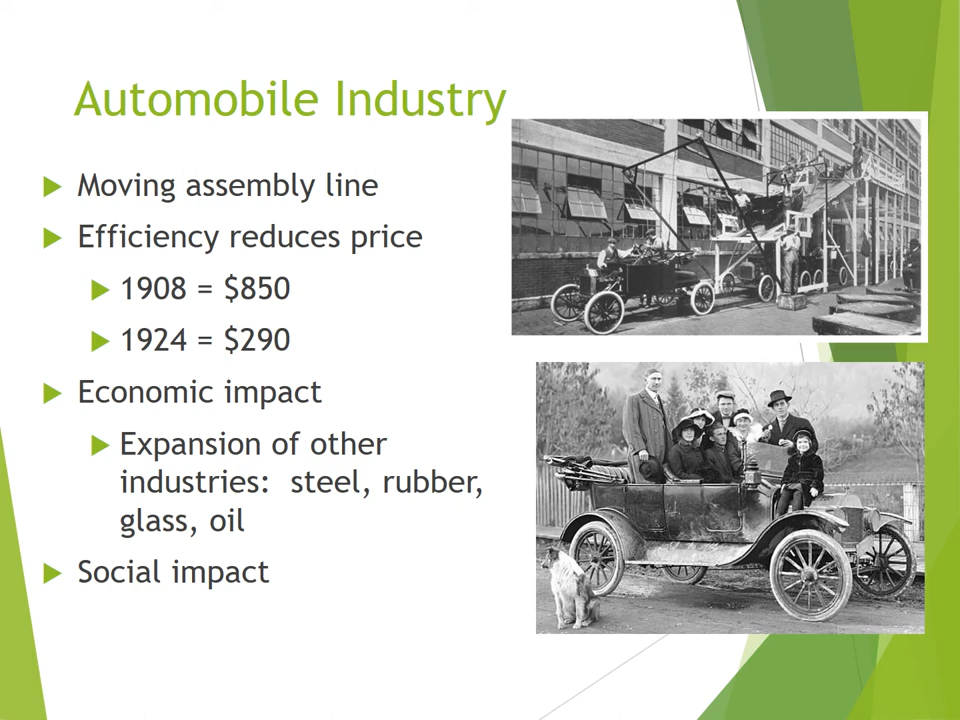 Automobile Industry
Moving assembly line
Efficiency reduces price
1908 = $850
1924 = $290
Economic impact
Expansion of other
industries:  steel, rubber,
glass, oil
Social impact